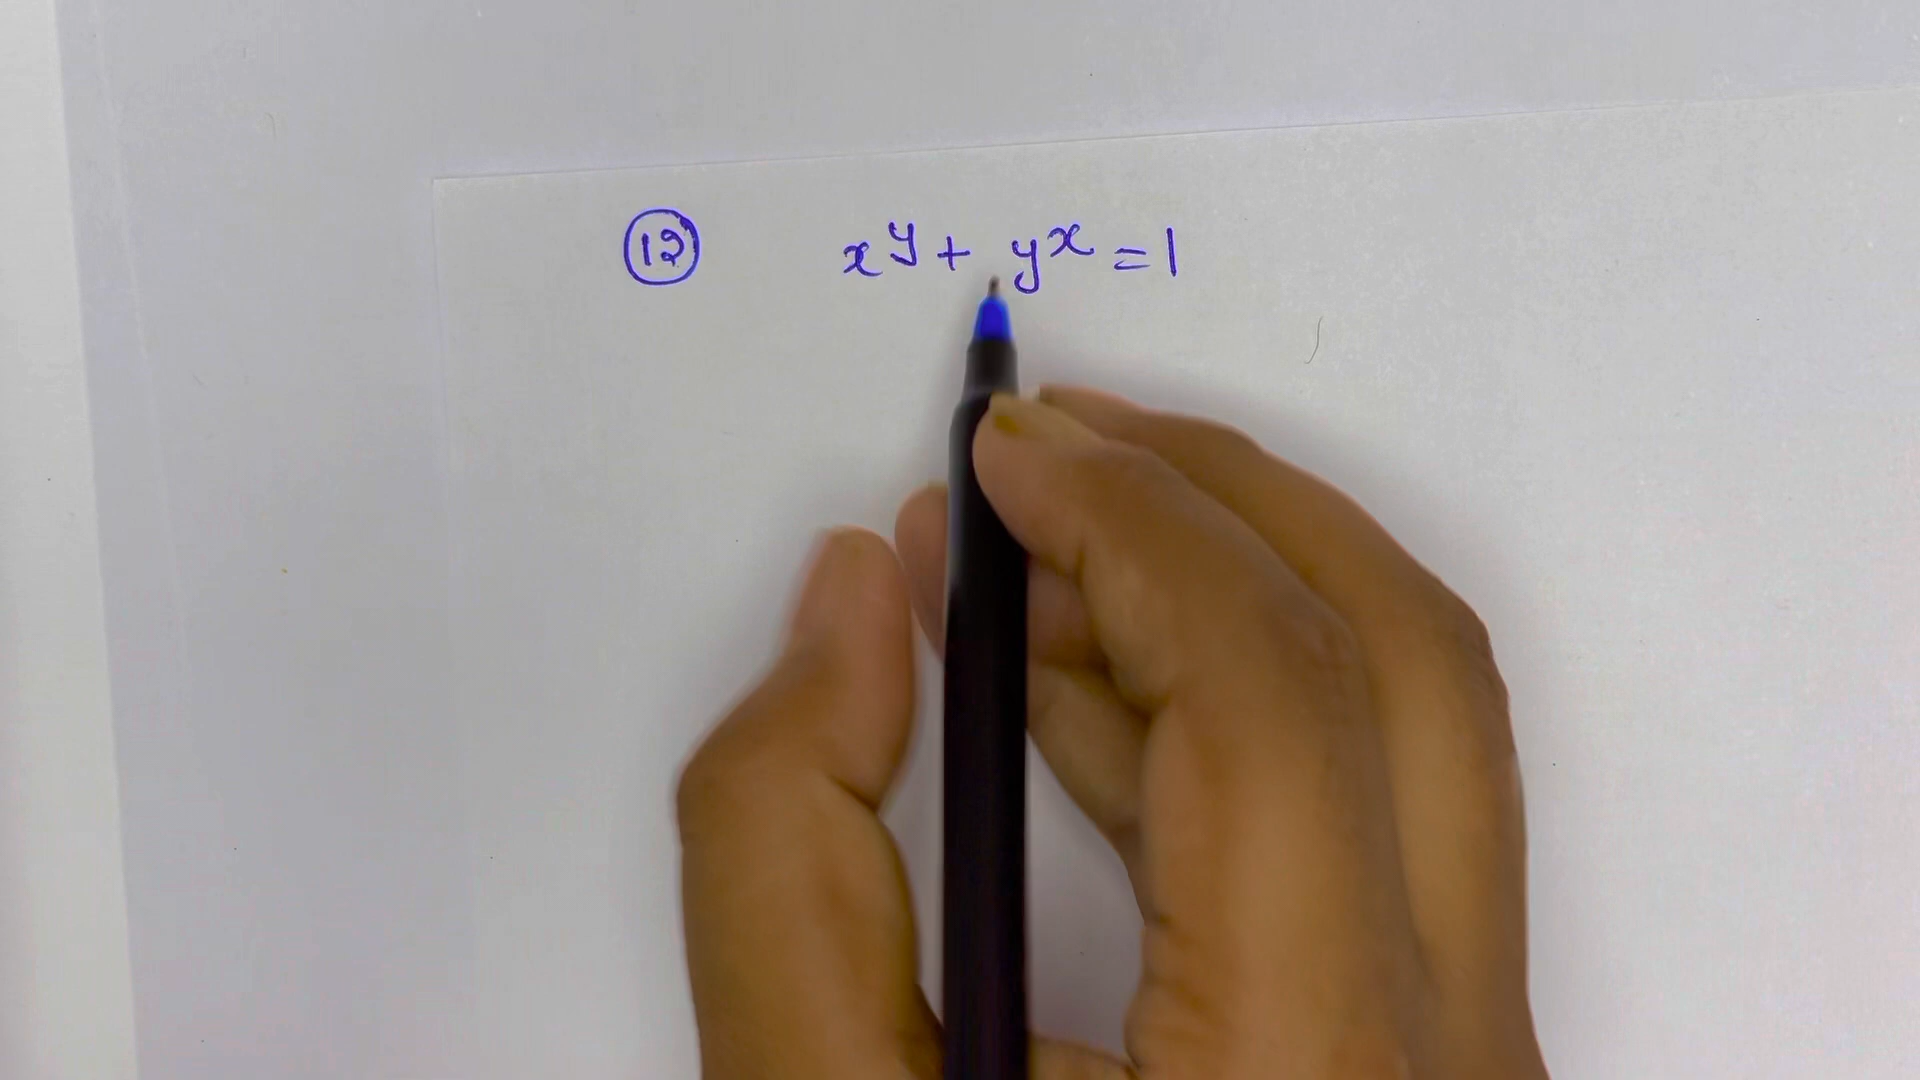 12 x^y + y^x = 1